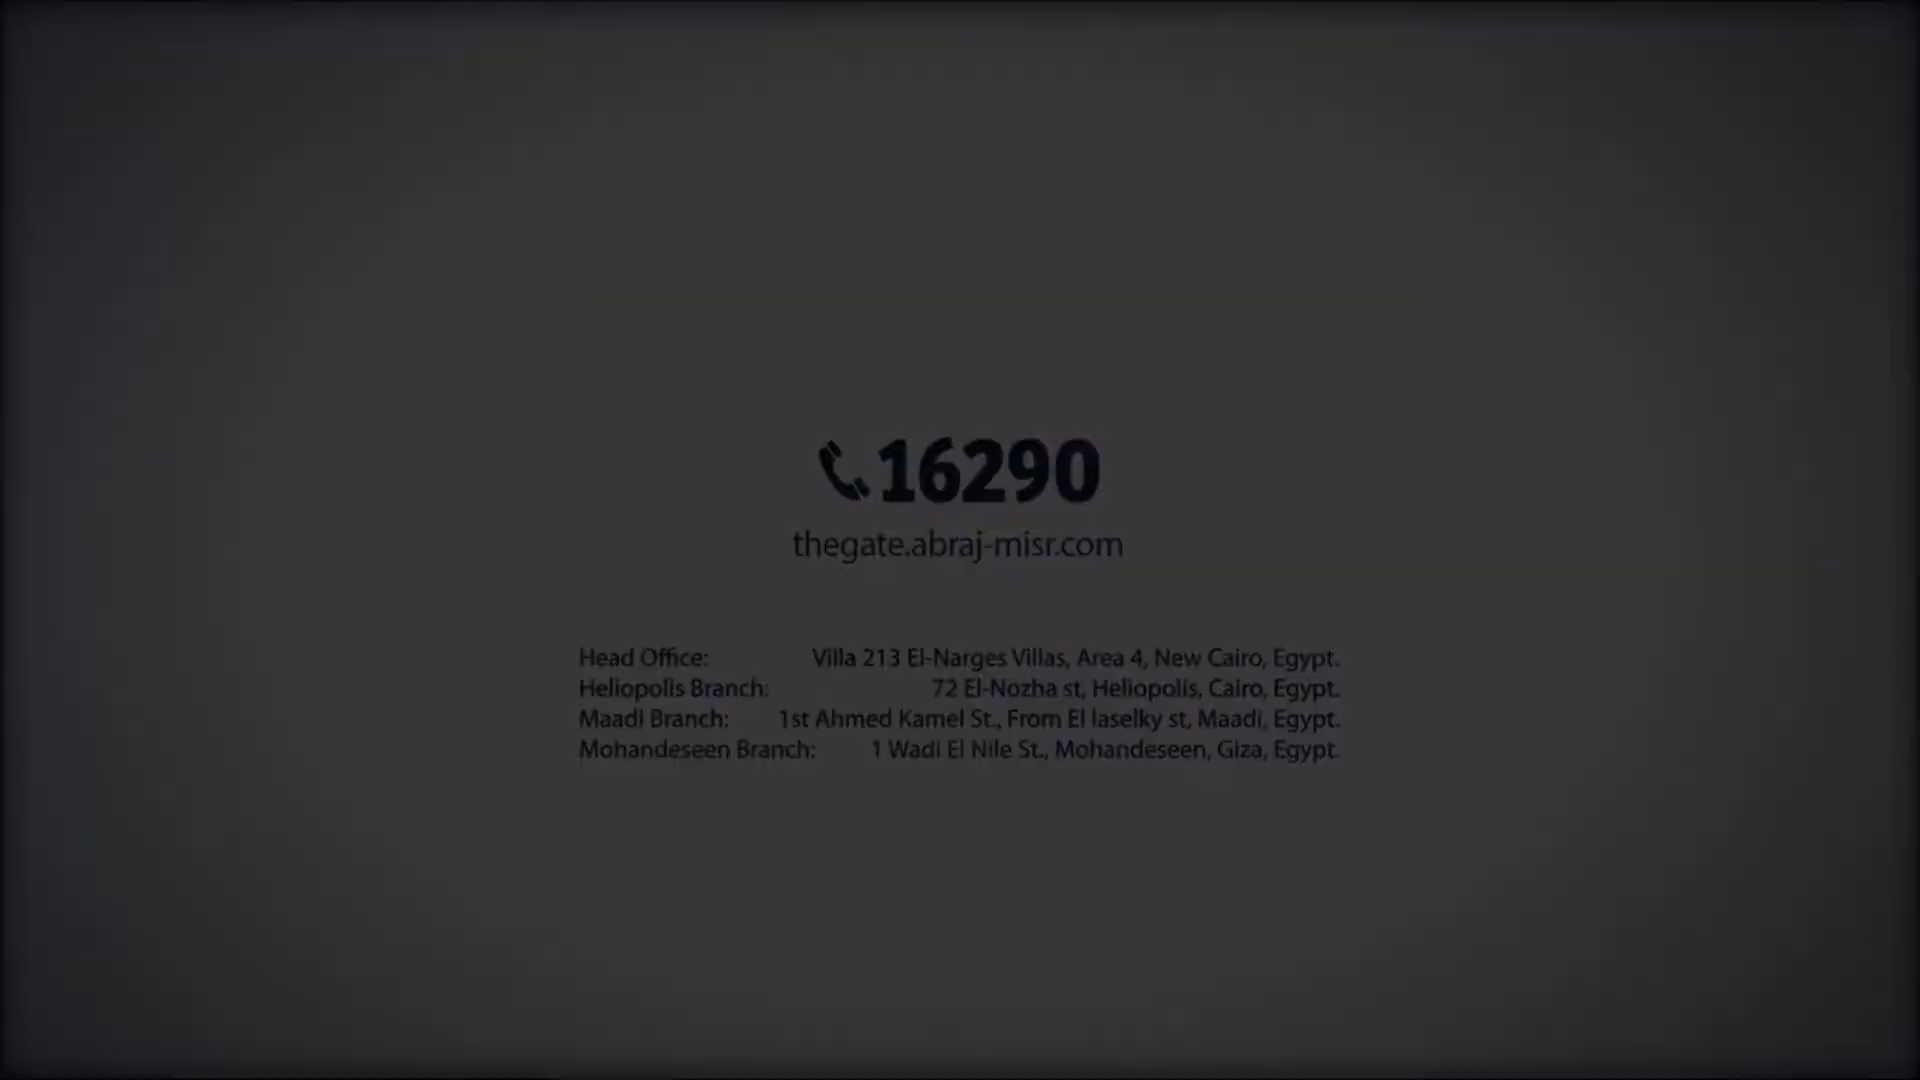 16290
thegate.abraj-misr.com
Head Office: Villa 213 El-Narges Villas, Area 4, New Cairo, Egypt.
Heliopolis Branch: 72 El-Nozha st, Heliopolis, Cairo, Egypt.
Maadi Branch: 1st Ahmed Kamel St., From El laselky st, Maadi, Egypt.
Mohandeseen Branch: 1 Wadi El Nile St., Mohandeseen, Giza, Egypt.